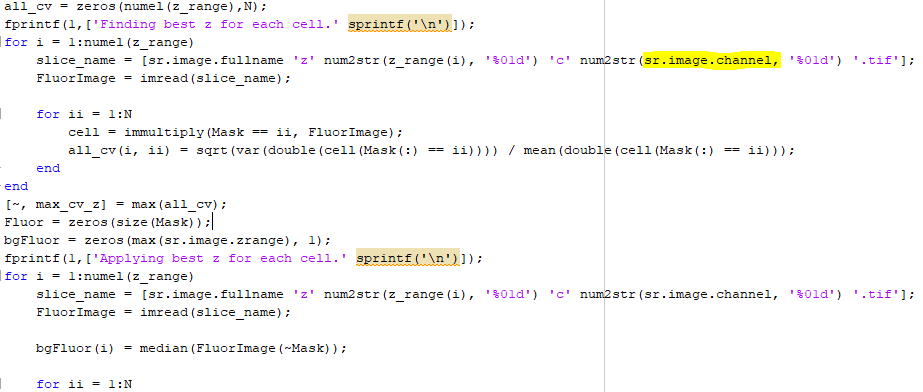 all_cv = zeros(numel(z_range),N);
fprintf(1,['Finding best z for each cell.' sprintf('\n')]);
for i = 1:numel(z_range)
    slice_name = [sr.image.fullname 'z' num2str(z_range(i), '%01d') 'c' num2str(sr.image.channel, '%01d') '.tif'];
    FluorImage = imread(slice_name);
    for ii = 1:N
        cell = immultiply(Mask == ii, FluorImage);
        all_cv(i, ii) = sqrt(var(double(cell(Mask(:) == ii)))) / mean(double(cell(Mask(:) == ii)));
    end
end
[~, max_cv_z] = max(all_cv);
Fluor = zeros(size(Mask));
bgFluor = zeros(max(sr.image.zrange), 1);
fprintf(1,['Applying best z for each cell.' sprintf('\n')]);
for i = 1:numel(z_range)
    slice_name = [sr.image.fullname 'z' num2str(z_range(i), '%01d') 'c' num2str(sr.image.channel, '%01d') '.tif'];
    FluorImage = imread(slice_name);
    bgFluor(i) = median(FluorImage(~Mask));
    for ii = 1:N